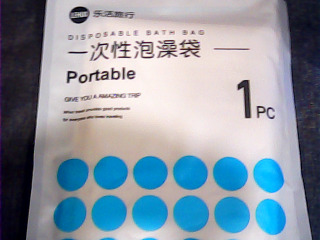 乐活旅行
DISPOSABLE BATH BAG
一次性泡澡袋
Portable
GIVE YOU A AMAZING TRIP
1PC